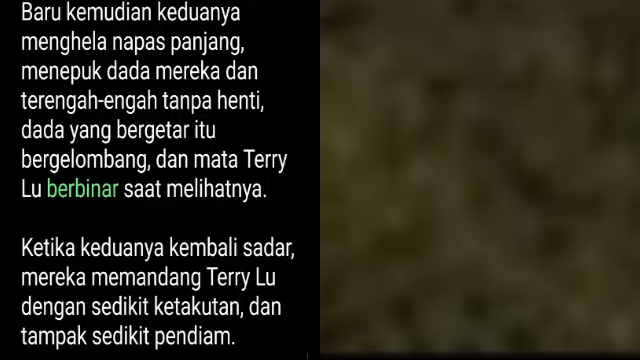 Baru kemudian keduanya
menghela napas panjang,
menepuk dada mereka dan
terengah-engah tanpa henti,
dada yang bergetar itu
bergelombang, dan mata Terry
Lu berbinar saat melihatnya.
Ketika keduanya kembali sadar,
mereka memandang Terry Lu
dengan sedikit ketakutan, dan
tampak sedikit pendiam.